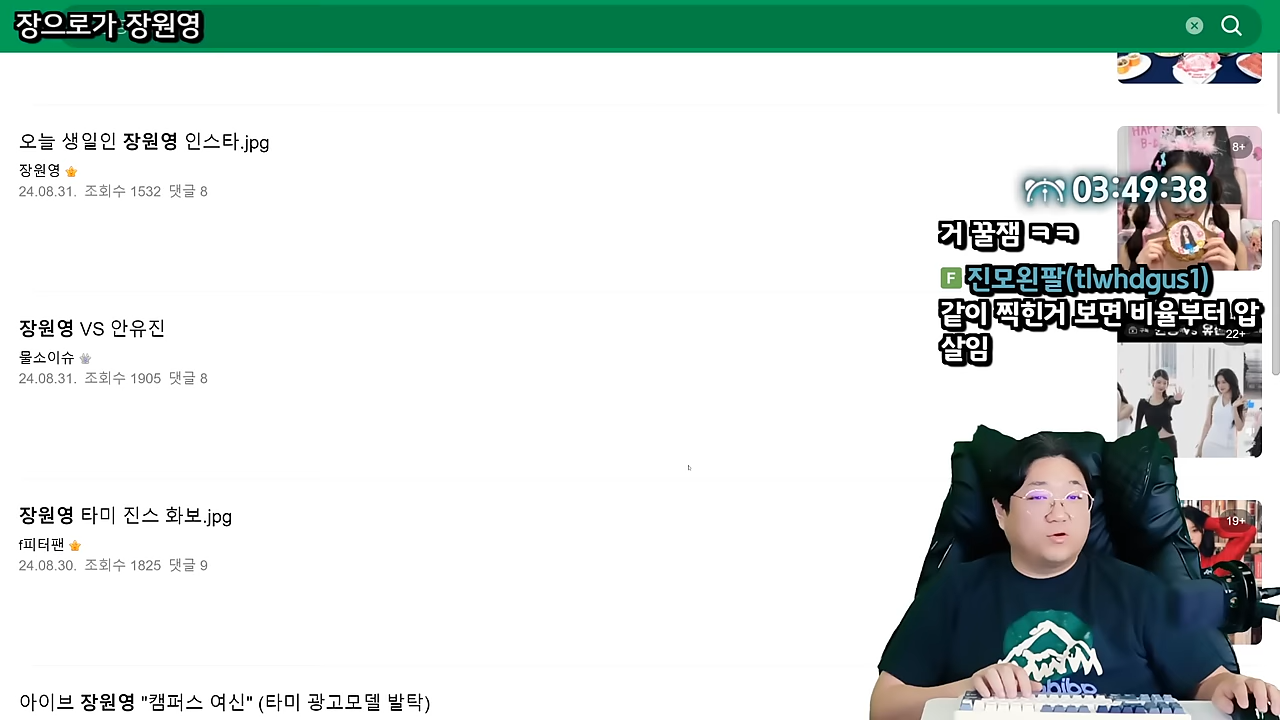 장으로가 장원영
오늘 생일인 장원영 인스타.jpg
장원영
24.08.31. 조회수 1532 댓글 8
8+
03:49:38
거 꿀잼 ㅋㅋ
F 진모왼팔(tlwhdgus1)
같이 찍힌거 보면 비율부터 압
살임
장원영 VS 안유진
물소이슈
24.08.31. 조회수 1905 댓글 8
22+
장원영 타미 진스 화보.jpg
f피터팬
24.08.30. 조회수 1825 댓글 9
19+
아이브 장원영 "캠퍼스 여신" (타미 광고모델 발탁)